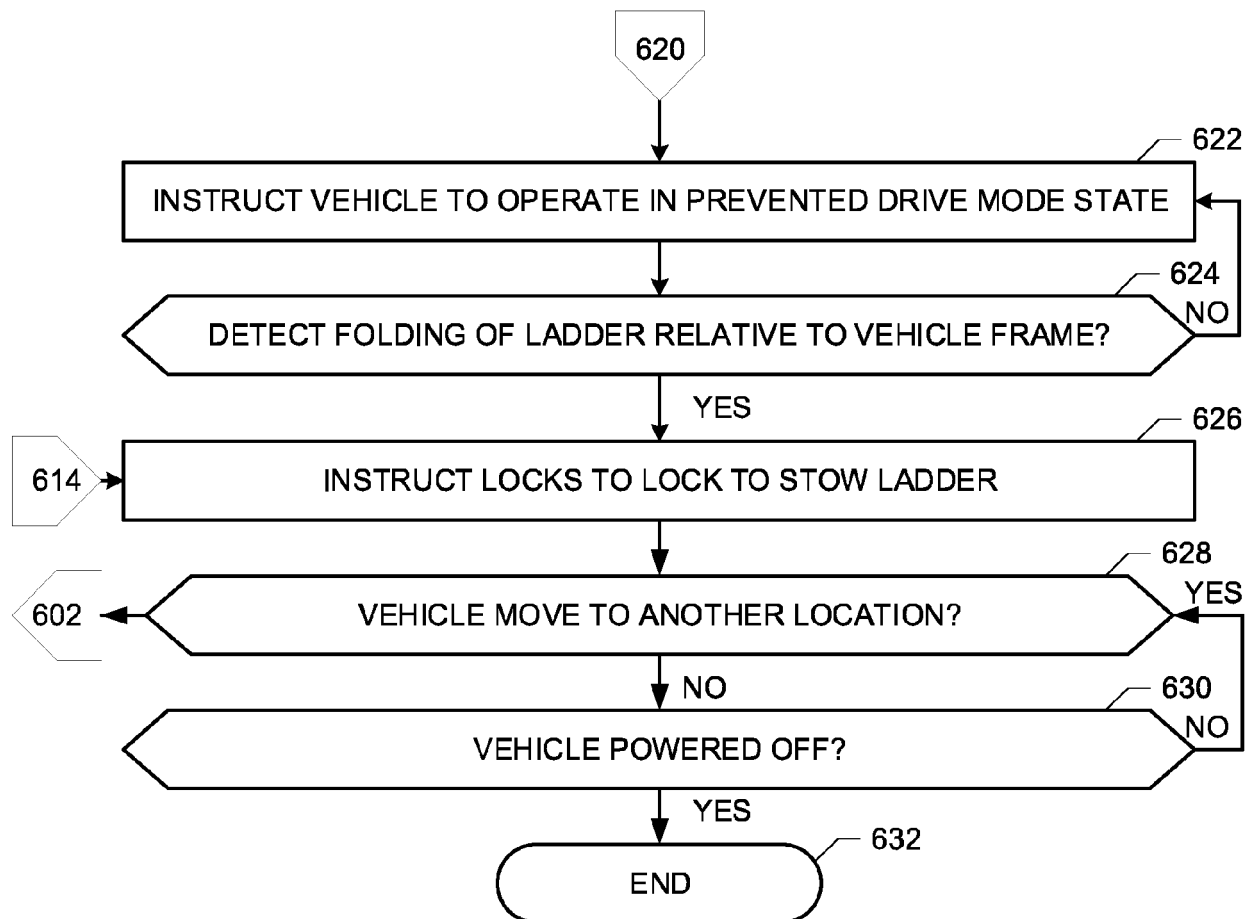 620
622
INSTRUCT VEHICLE TO OPERATE IN PREVENTED DRIVE MODE STATE
624
NO
DETECT FOLDING OF LADDER RELATIVE TO VEHICLE FRAME?
YES
626
614
INSTRUCT LOCKS TO LOCK TO STOW LADDER
628
YES
602
VEHICLE MOVE TO ANOTHER LOCATION?
NO
630
NO
VEHICLE POWERED OFF?
YES
632
END